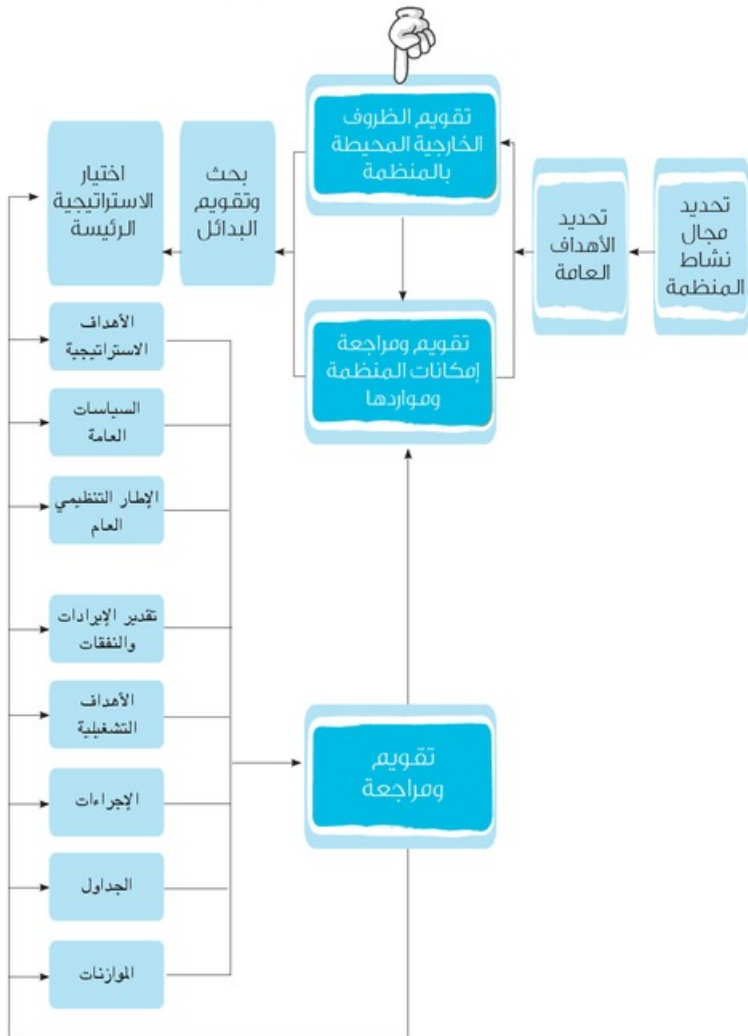 تحديد
مجال
نشاط
المنظمة
تحديد
الأهداف
العامة
تقويم الظروف
الخارجية المحيطة
بالمنظمة
تقويم ومراجعة
إمكانات المنظمة
ومواردها
بحث
وتقويم
البدائل
اختيار
الاستراتيجية
الرئيسة
الأهداف
الاستراتيجية
السياسات
العامة
الإطار التنظيمي
العام
تقدير الإيرادات
والنفقات
الأهداف
التشغيلية
الإجراءات
الجداول
الموازنات
تقويم
ومراجعة